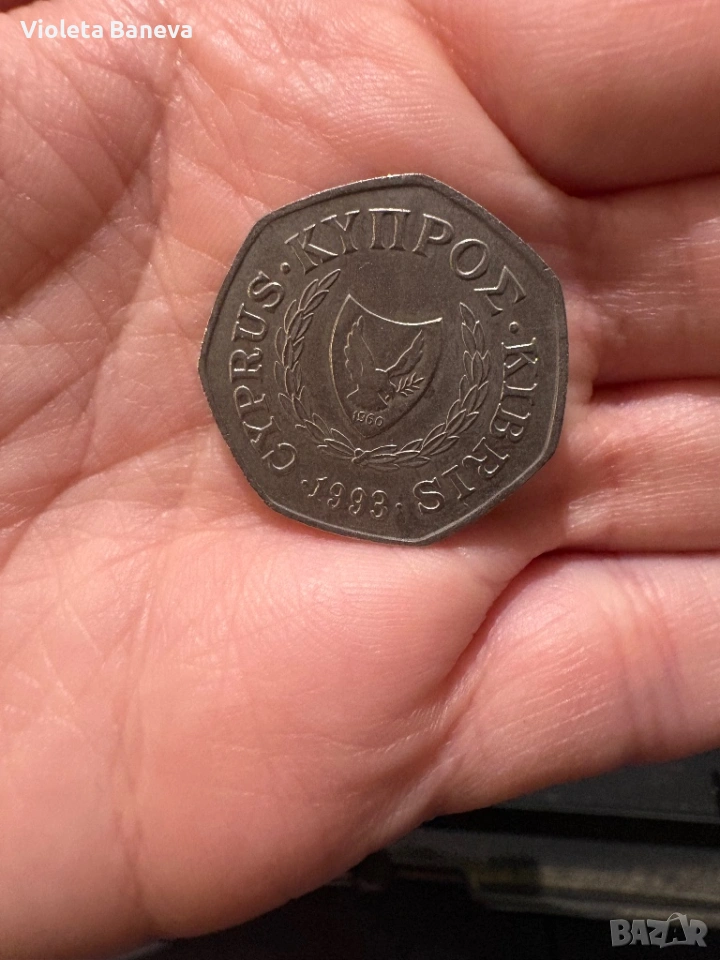 Violeta Baneva
CYPRUS · ΚΥΠΡΟΣ · KIBRIS
· 1993 ·
1960
BAZAR